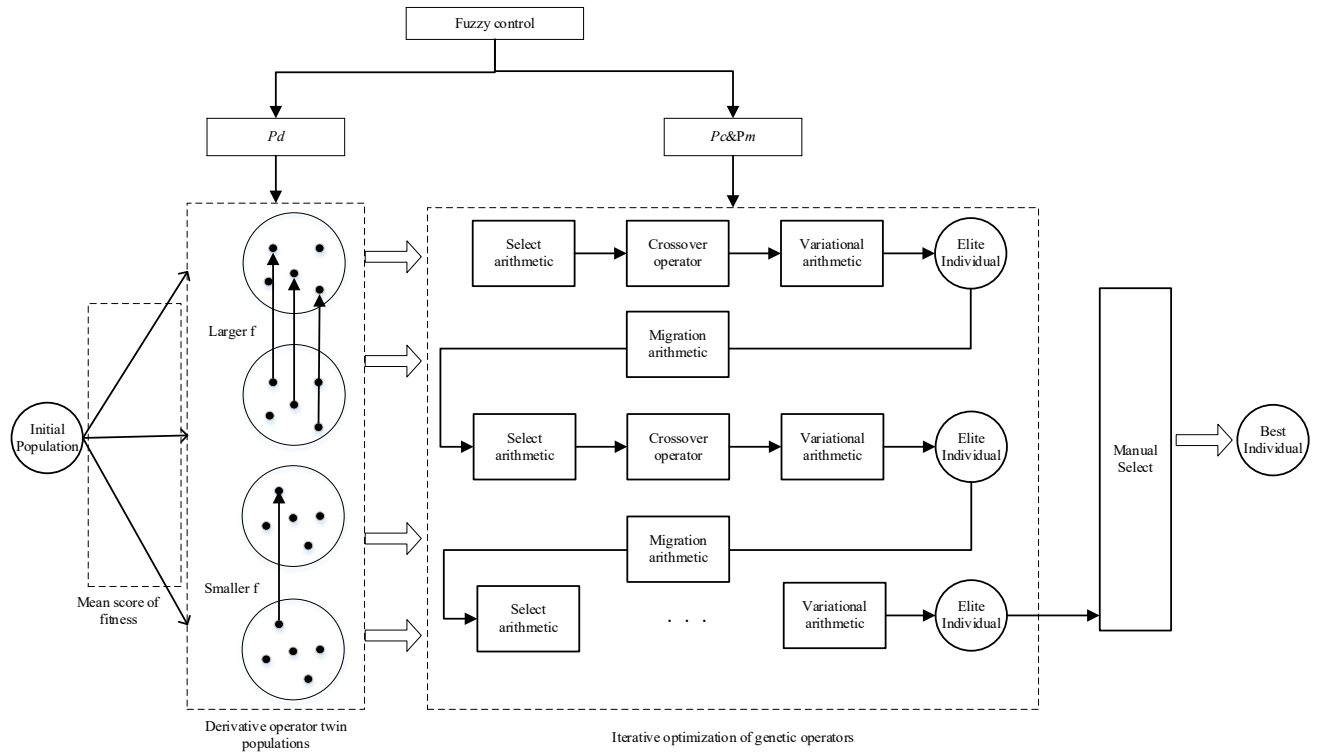 Fuzzy control
Pd
Pc&Pm
Larger f
Smaller f
Initial
Population
Mean score of
fitness
Derivative operator twin
populations
Select
arithmetic
Crossover
operator
Variational
arithmetic
Elite
Individual
Migration
arithmetic
Select
arithmetic
Crossover
operator
Variational
arithmetic
Elite
Individual
Migration
arithmetic
Select
arithmetic
. . .
Variational
arithmetic
Elite
Individual
Iterative optimization of genetic operators
Manual
Select
Best
Individual